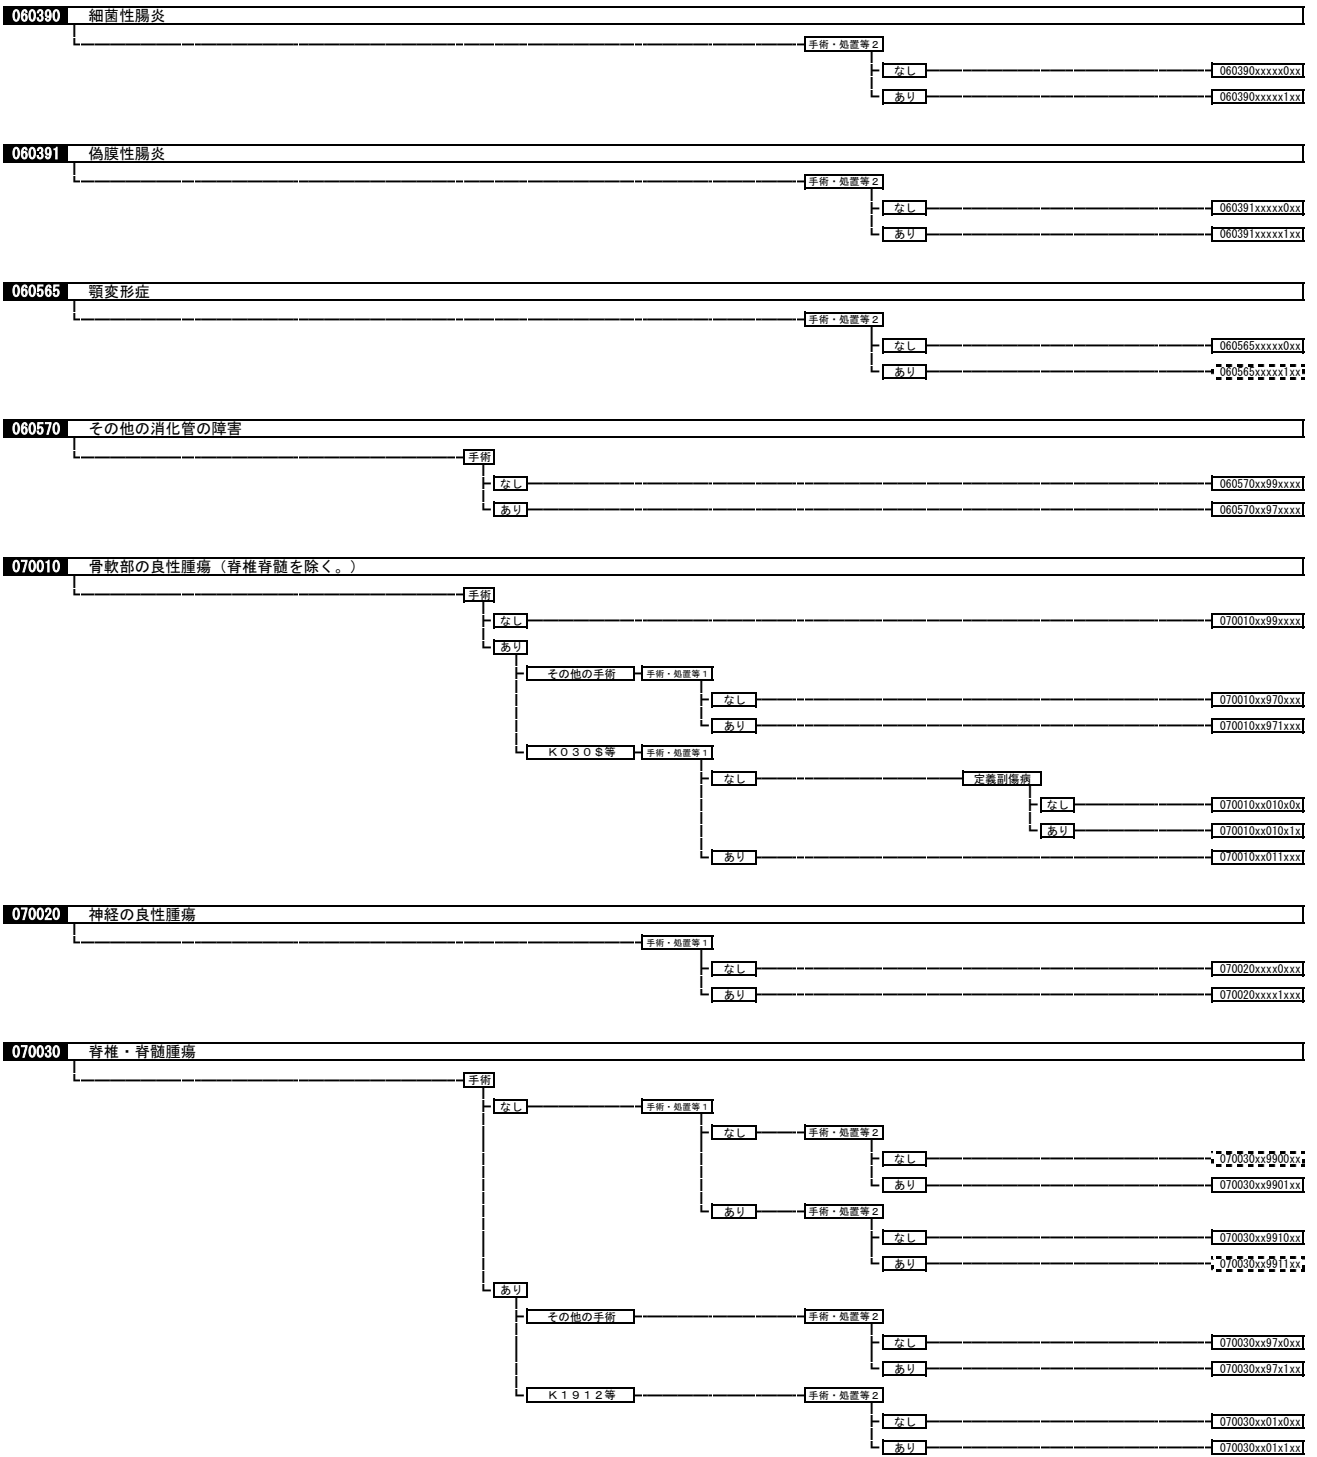 060390 細菌性腸炎
手術・処置等２
なし 060390xxxxx0xx
あり 060390xxxxx1xx
060391 偽膜性腸炎
手術・処置等２
なし 060391xxxxx0xx
あり 060391xxxxx1xx
060565 顎変形症
手術・処置等２
なし 060565xxxxx0xx
あり 060565xxxxx1xx
060570 その他の消化管の障害
手術
なし 060570xx99xxxx
あり 060570xx97xxxx
070010 骨軟部の良性腫瘍（脊椎脊髄を除く。）
手術
なし 070010xx99xxxx
あり
その他の手術 手術・処置等１
なし 070010xx970xxx
あり 070010xx971xxx
Ｋ０３０＄等 手術・処置等１
なし 定義副傷病
なし 070010xx010x0x
あり 070010xx010x1x
あり 070010xx011xxx
070020 神経の良性腫瘍
手術・処置等１
なし 070020xxxx0xxx
あり 070020xxxx1xxx
070030 脊椎・脊髄腫瘍
手術
なし 手術・処置等１
なし 手術・処置等２
なし 070030xx9900xx
あり 070030xx9901xx
あり 手術・処置等２
なし 070030xx9910xx
あり 070030xx9911xx
あり
その他の手術 手術・処置等２
なし 070030xx97x0xx
あり 070030xx97x1xx
Ｋ１９１２等 手術・処置等２
なし 070030xx01x0xx
あり 070030xx01x1xx